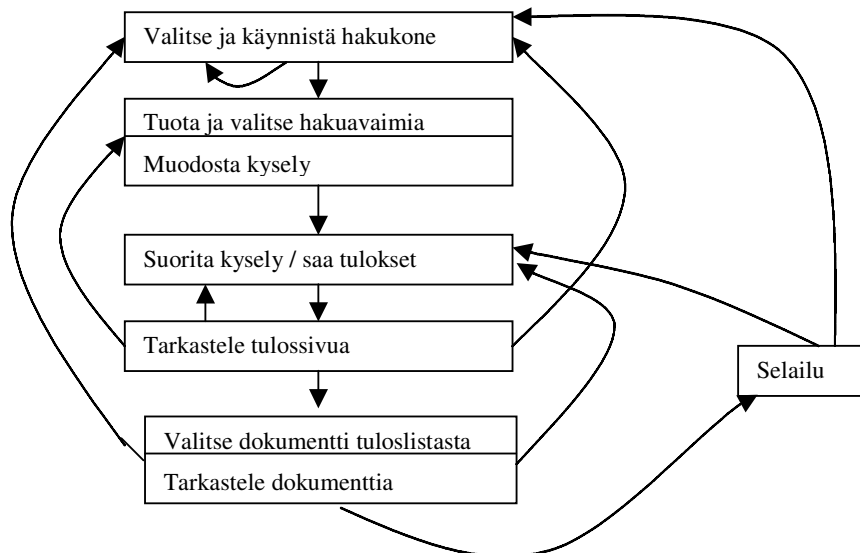 Valitse ja käynnistä hakukone
Tuota ja valitse hakuavaimia
Muodosta kysely
Suorita kysely / saa tulokset
Tarkastele tulossivua
Selailu
Valitse dokumentti tuloslistasta
Tarkastele dokumenttia